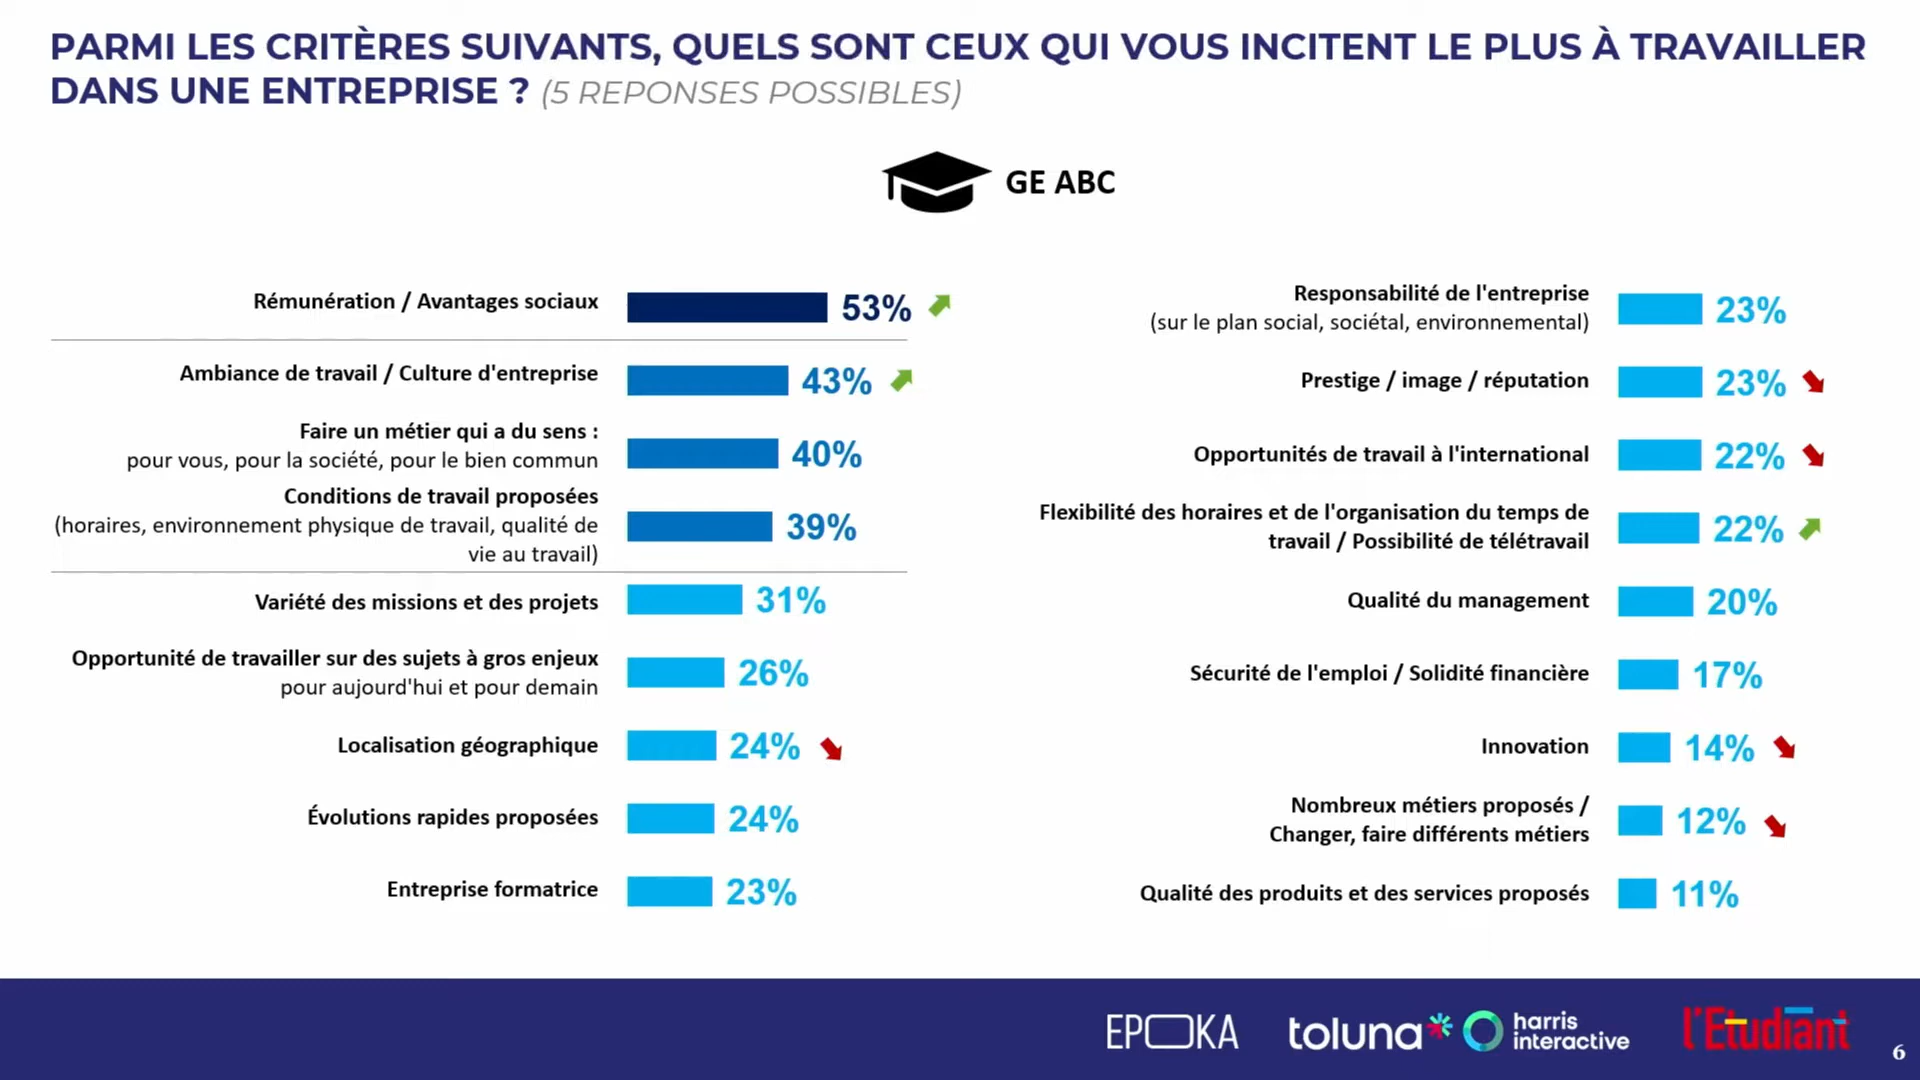 PARMI LES CRITÈRES SUIVANTS, QUELS SONT CEUX QUI VOUS INCITENT LE PLUS À TRAVAILLER
DANS UNE ENTREPRISE ? (5 REPONSES POSSIBLES)
GE ABC
Rémunération / Avantages sociaux 53%
Ambiance de travail / Culture d'entreprise 43%
Faire un métier qui a du sens :
pour vous, pour la société, pour le bien commun 40%
Conditions de travail proposées
(horaires, environnement physique de travail, qualité de 39%
vie au travail)
Variété des missions et des projets 31%
Opportunité de travailler sur des sujets à gros enjeux
pour aujourd'hui et pour demain 26%
Localisation géographique 24%
Évolutions rapides proposées 24%
Entreprise formatrice 23%
Responsabilité de l'entreprise
(sur le plan social, sociétal, environnemental) 23%
Prestige / image / réputation 23%
Opportunités de travail à l'international 22%
Flexibilité des horaires et de l'organisation du temps de
travail / Possibilité de télétravail 22%
Qualité du management 20%
Sécurité de l'emploi / Solidité financière 17%
Innovation 14%
Nombreux métiers proposés /
Changer, faire différents métiers 12%
Qualité des produits et des services proposés 11%
EPOKA
toluna
harris
interactive
l'Etudiant
6